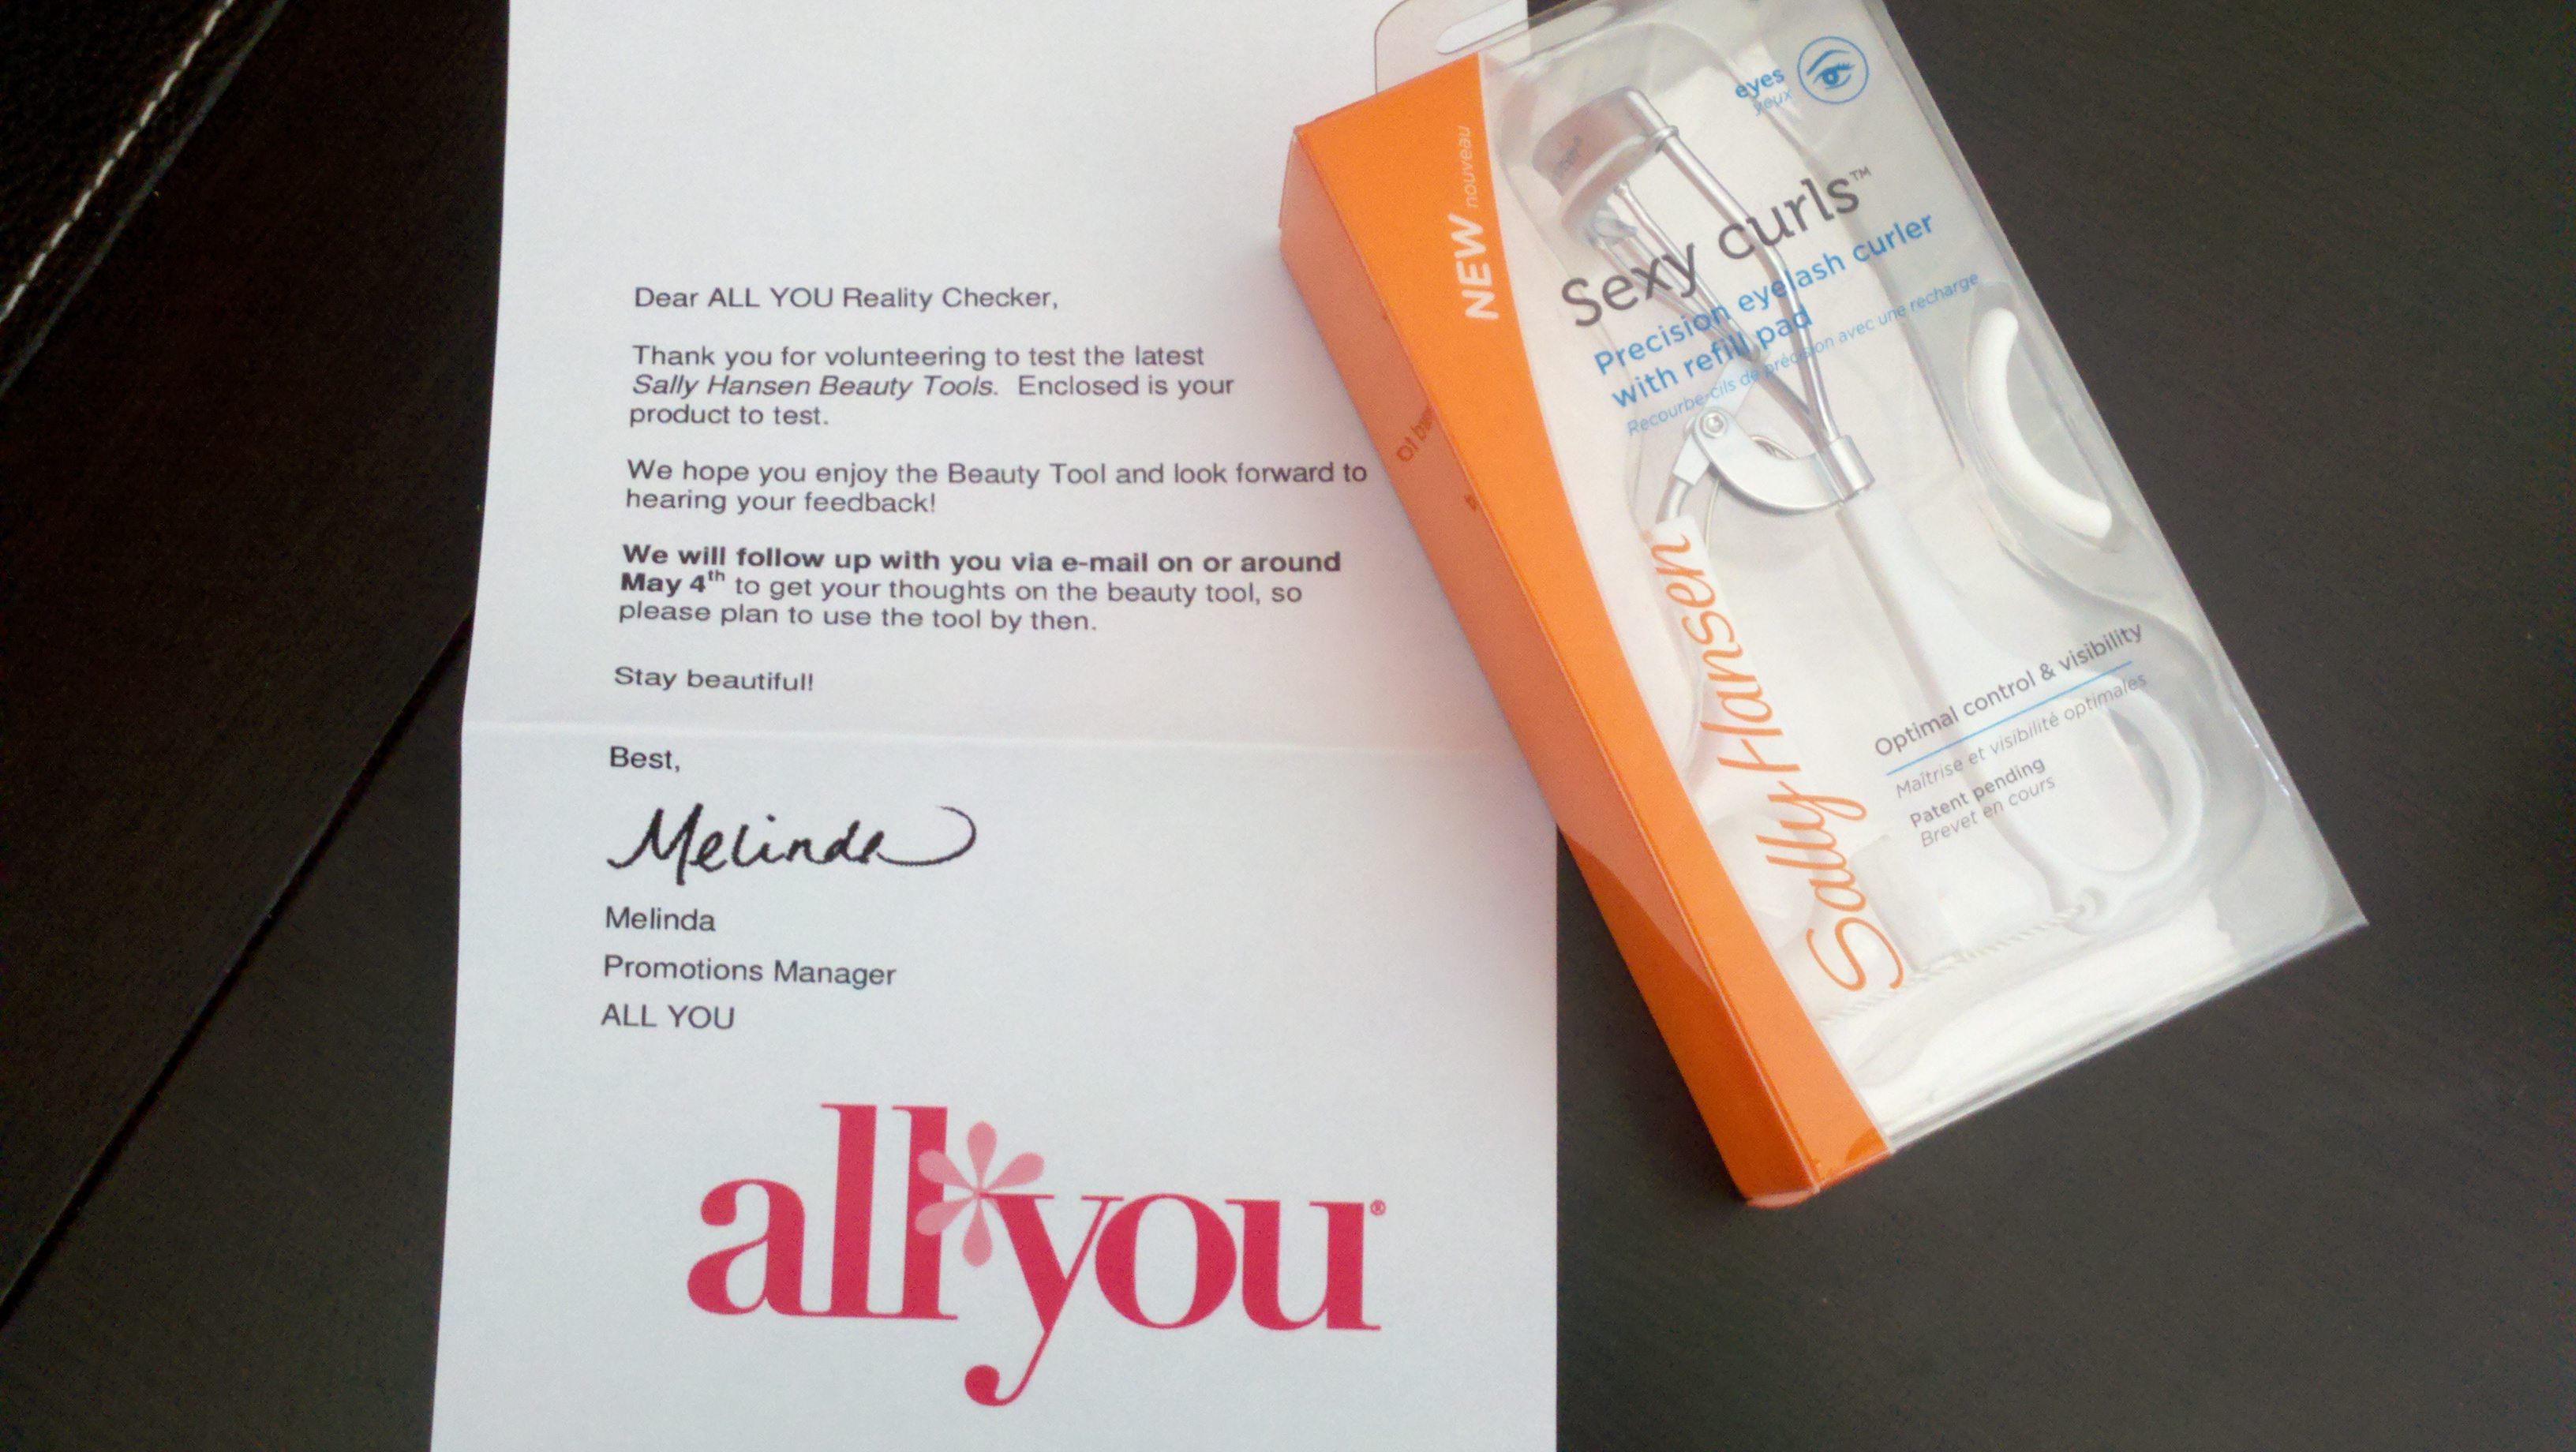 Dear ALL YOU Reality Checker,
Thank you for volunteering to test the latest
Sally Hansen Beauty Tools. Enclosed is your
product to test.
We hope you enjoy the Beauty Tool and look forward to
hearing your feedback!
We will follow up with you via e-mail on or around
May 4th to get your thoughts on the beauty tool, so
please plan to use the tool by then.
Stay beautiful!
Best,
Melinda
Melinda
Promotions Manager
ALL YOU
all you®
eyes
yeux
NEW nouveau
Sexy curls™
Precision eyelash curler
with refill pad
Recourbe-cils de précision avec une recharge
Sally Hansen
Optimal control & visibility
Maîtrise et visibilité optimales
Patent pending
Brevet en cours